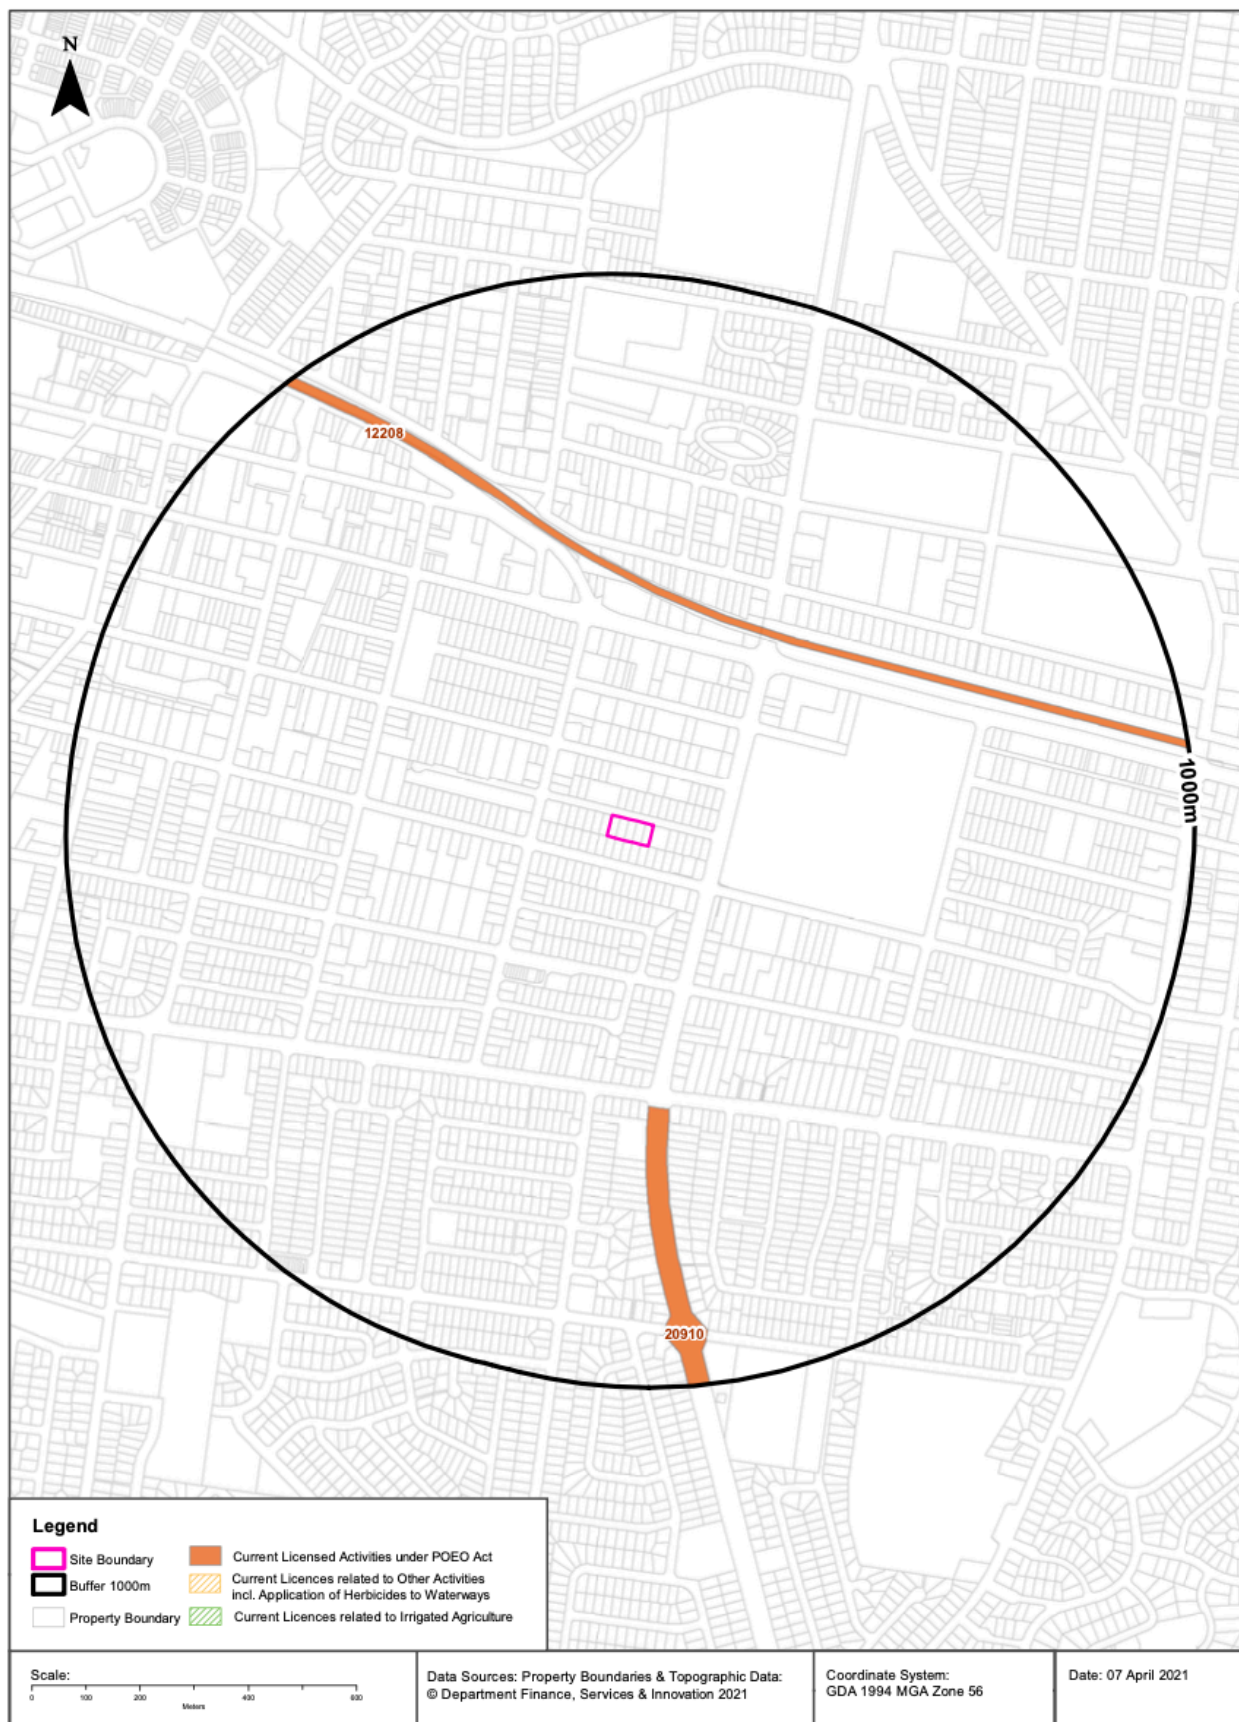 N
12208
1000m
20910
Legend
Site Boundary
Buffer 1000m
Property Boundary
Current Licensed Activities under POEO Act
Current Licences related to Other Activities
incl. Application of Herbicides to Waterways
Current Licences related to Irrigated Agriculture
Scale:
0 100 200 400 600
Meters
Data Sources: Property Boundaries & Topographic Data:
© Department Finance, Services & Innovation 2021
Coordinate System:
GDA 1994 MGA Zone 56
Date: 07 April 2021